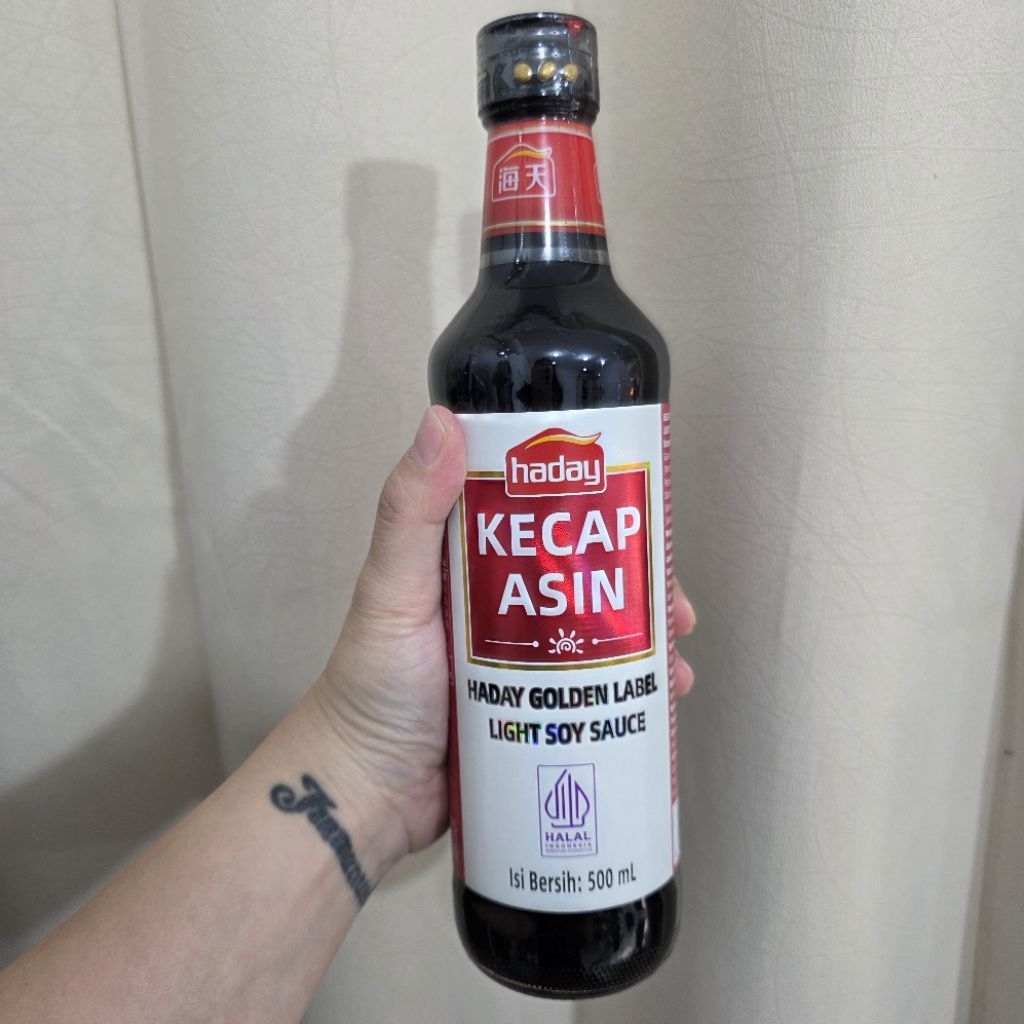 海天
haday
KECAP
ASIN
HADAY GOLDEN LABEL
LIGHT SOY SAUCE
HALAL
INDONESIA
Isi Bersih: 500 mL